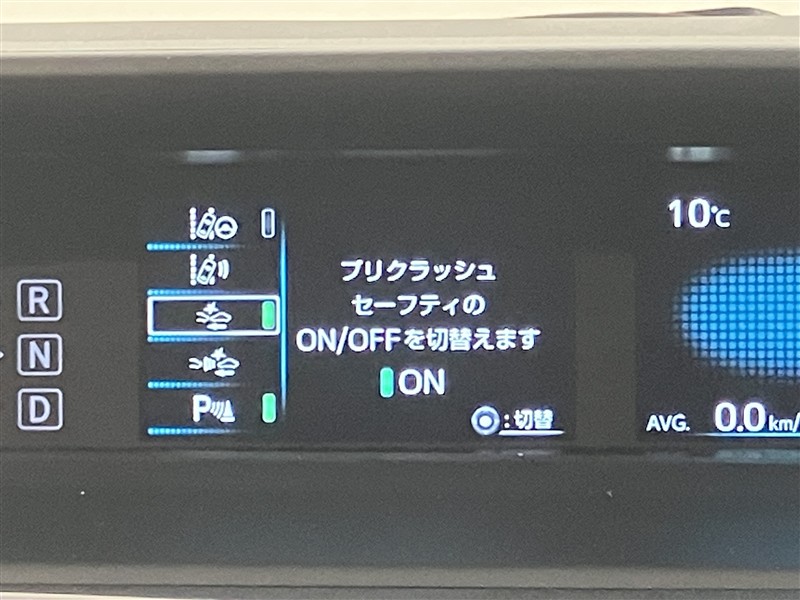 10℃
プリクラッシュ
セーフティの
ON/OFFを切替えます
ON
:切替
R
N
D
P
AVG. 0.0 km/